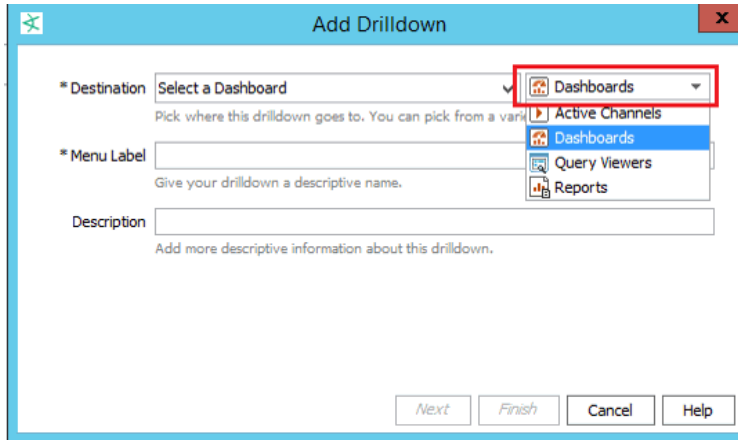 Add Drilldown
x
* Destination Select a Dashboard Dashboards
Pick where this drilldown goes to. You can pick from a Active Channels
Dashboards
* Menu Label Query Viewers
Give your drilldown a descriptive name. Reports
Description
Add more descriptive information about this drilldown.
Next Finish Cancel Help